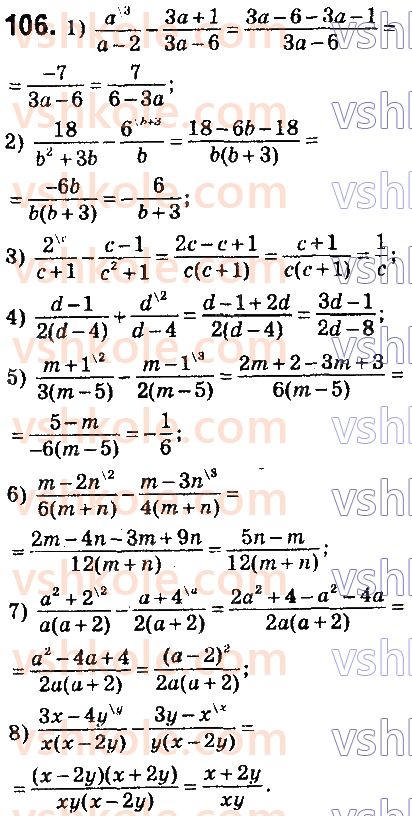 106. 1) \frac{a^{\backslash 3}}{a-2} - \frac{3a+1}{3a-6} = \frac{3a-6-3a-1}{3a-6} =
= \frac{-7}{3a-6} = \frac{7}{6-3a};
2) \frac{18}{b^2+3b} - \frac{6^{\backslash b+3}}{b} = \frac{18-6b-18}{b(b+3)} =
= \frac{-6b}{b(b+3)} = -\frac{6}{b+3};
3) \frac{2^{\backslash c}}{c+1} - \frac{c-1}{c^2+1} = \frac{2c-c+1}{c(c+1)} = \frac{c+1}{c(c+1)} = \frac{1}{c};
4) \frac{d-1}{2(d-4)} + \frac{d^{\backslash 2}}{d-4} = \frac{d-1+2d}{2(d-4)} = \frac{3d-1}{2d-8};
5) \frac{m+1^{\backslash 2}}{3(m-5)} - \frac{m-1^{\backslash 3}}{2(m-5)} = \frac{2m+2-3m+3}{6(m-5)} =
= \frac{5-m}{-6(m-5)} = -\frac{1}{6};
6) \frac{m-2n^{\backslash 2}}{6(m+n)} - \frac{m-3n^{\backslash 3}}{4(m+n)} =
= \frac{2m-4n-3m+9n}{12(m+n)} = \frac{5n-m}{12(m+n)};
7) \frac{a^2+2^{\backslash 2}}{a(a+2)} - \frac{a+4^{\backslash a}}{2(a+2)} = \frac{2a^2+4-a^2-4a}{2a(a+2)} =
= \frac{a^2-4a+4}{2a(a+2)} = \frac{(a-2)^2}{2a(a+2)};
8) \frac{3x-4y^{\backslash y}}{x(x-2y)} - \frac{3y-x^{\backslash x}}{y(x-2y)} =
= \frac{(x-2y)(x+2y)}{xy(x-2y)} = \frac{x+2y}{xy}.
vshkole.com